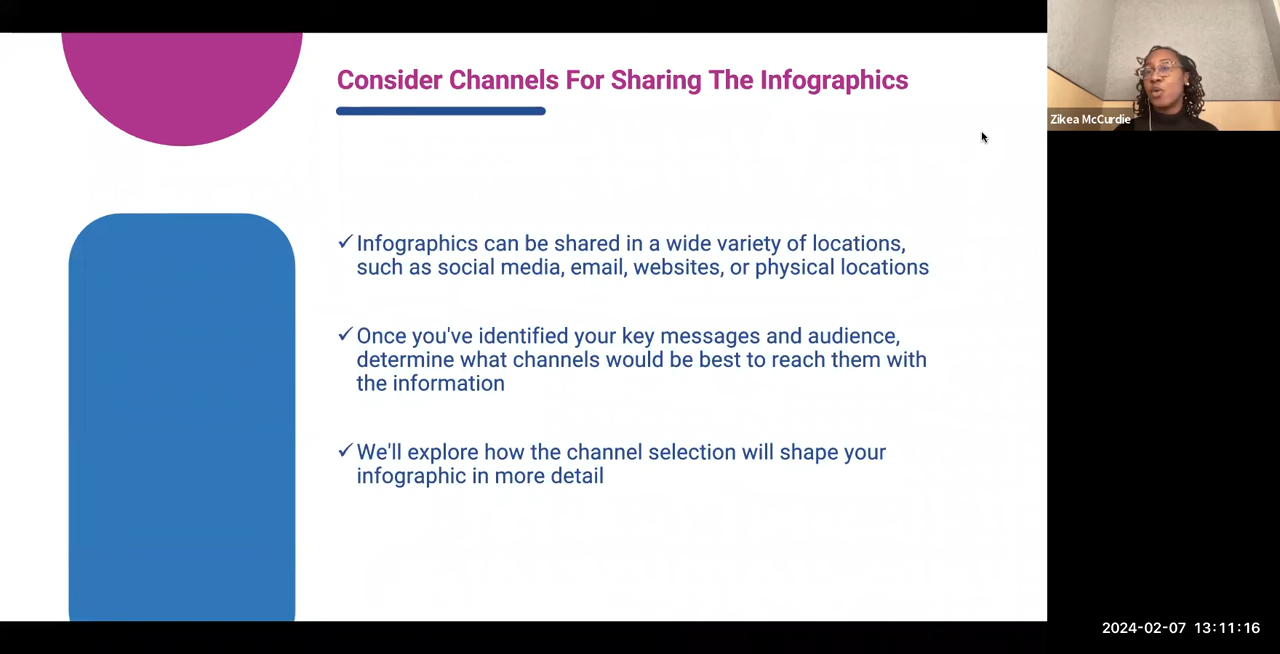 Consider Channels For Sharing The Infographics
Zikea McCurdie
✓Infographics can be shared in a wide variety of locations,
such as social media, email, websites, or physical locations
✓Once you've identified your key messages and audience,
determine what channels would be best to reach them with
the information
✓We'll explore how the channel selection will shape your
infographic in more detail
2024-02-07 13:11:16